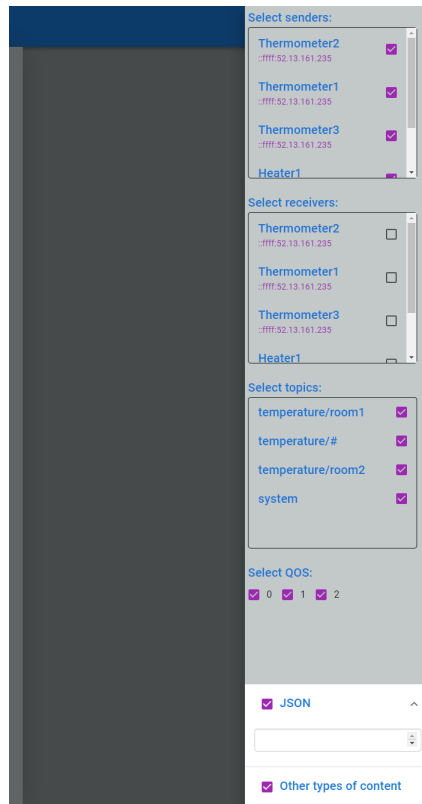 Select senders:
Thermometer2
::ffff:52.13.161.235
Thermometer1
::ffff:52.13.161.235
Thermometer3
::ffff:52.13.161.235
Heater1
Select receivers:
Thermometer2
::ffff:52.13.161.235
Thermometer1
::ffff:52.13.161.235
Thermometer3
::ffff:52.13.161.235
Heater1
Select topics:
temperature/room1
temperature/#
temperature/room2
system
Select QOS:
0 1 2
JSON
Other types of content